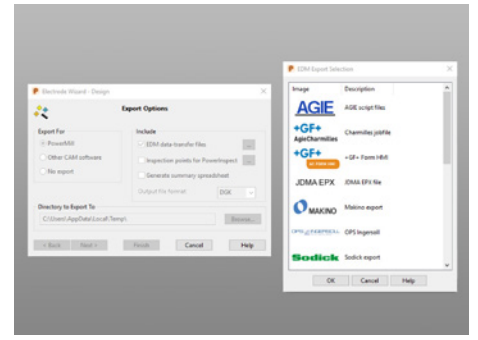 Electrode Wizard - Design
Export Options
Export For
PowerMill
Other CAM software
No export
Include
EDM data transfer files
...
Inspection points for PowerInspect
...
Generate summary spreadsheet
Output file format
DGK
Directory to Export To
C:\Users\AppData\Local\Temp\
Browse...
< Back
Next >
Finish
Cancel
Help
EDM Export Selection
Image
Description
AGIE
AGIE script files
+GF+
AgieCharmilles
Charmilles jobfile
+GF+
+GF+ Form HMI
JDMA EPX
JDMA EPX file
MAKINO
Makino export
OPS INGERSOLL
OPS Ingersoll
Sodick
Sodick export
OK
Cancel
Help